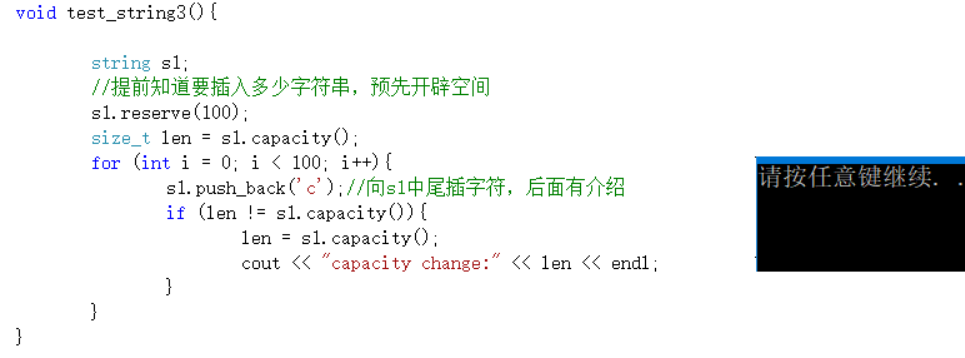 void test_string3(){
string s1;
//提前知道要插入多少字符串，预先开辟空间
s1.reserve(100);
size_t len = s1.capacity();
for (int i = 0; i < 100; i++){
s1.push_back('c');//向s1中尾插字符，后面有介绍
if (len != s1.capacity()){
len = s1.capacity();
cout << "capacity change:" << len << endl;
}
}
}
请按任意键继续. .